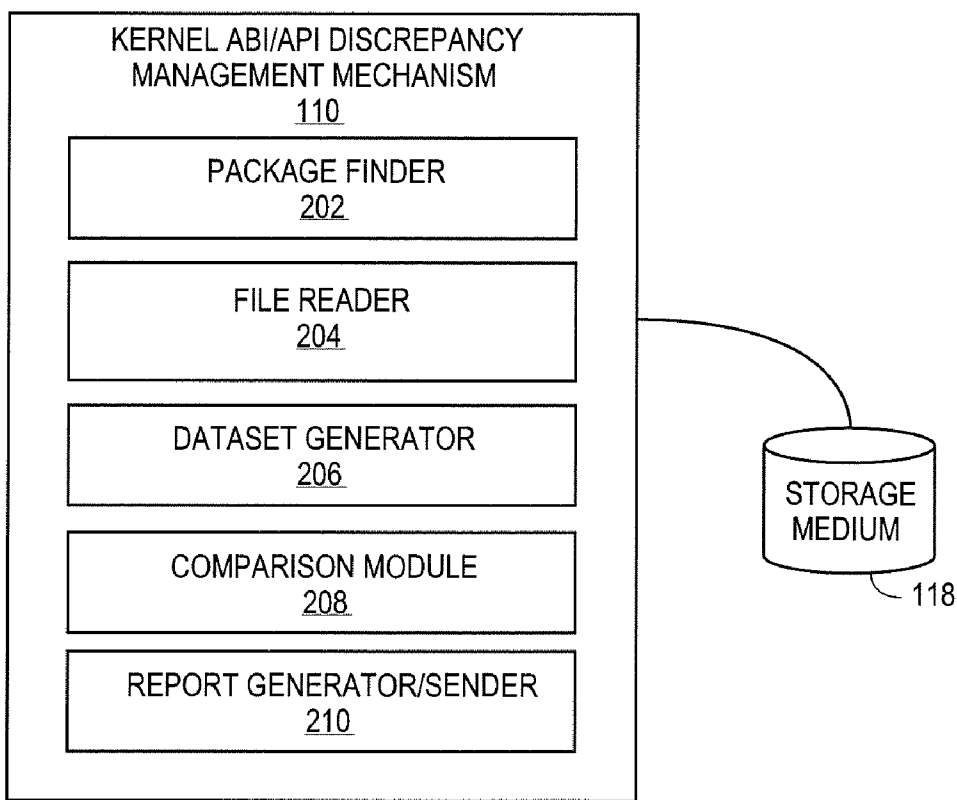 KERNEL ABI/API DISCREPANCY
MANAGEMENT MECHANISM
110
PACKAGE FINDER
202
FILE READER
204
DATASET GENERATOR
206
COMPARISON MODULE
208
REPORT GENERATOR/SENDER
210
STORAGE
MEDIUM
118